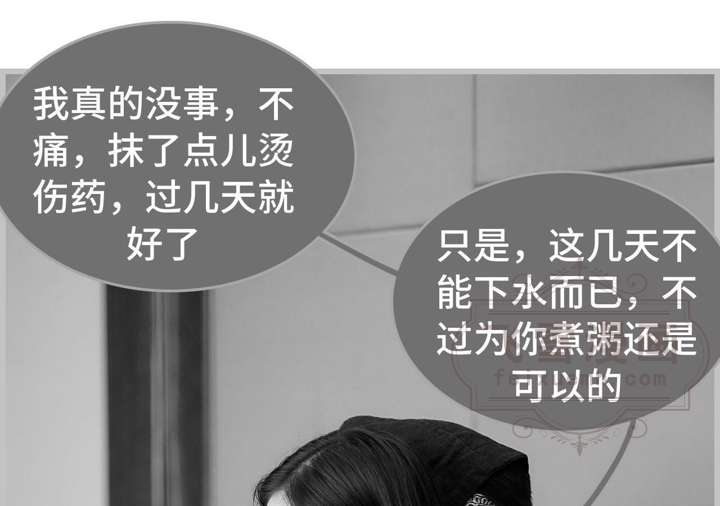 我真的没事，不
痛，抹了点儿烫
伤药，过几天就
好了
只是，这几天不
能下水而已，不
过为你煮粥还是
可以的